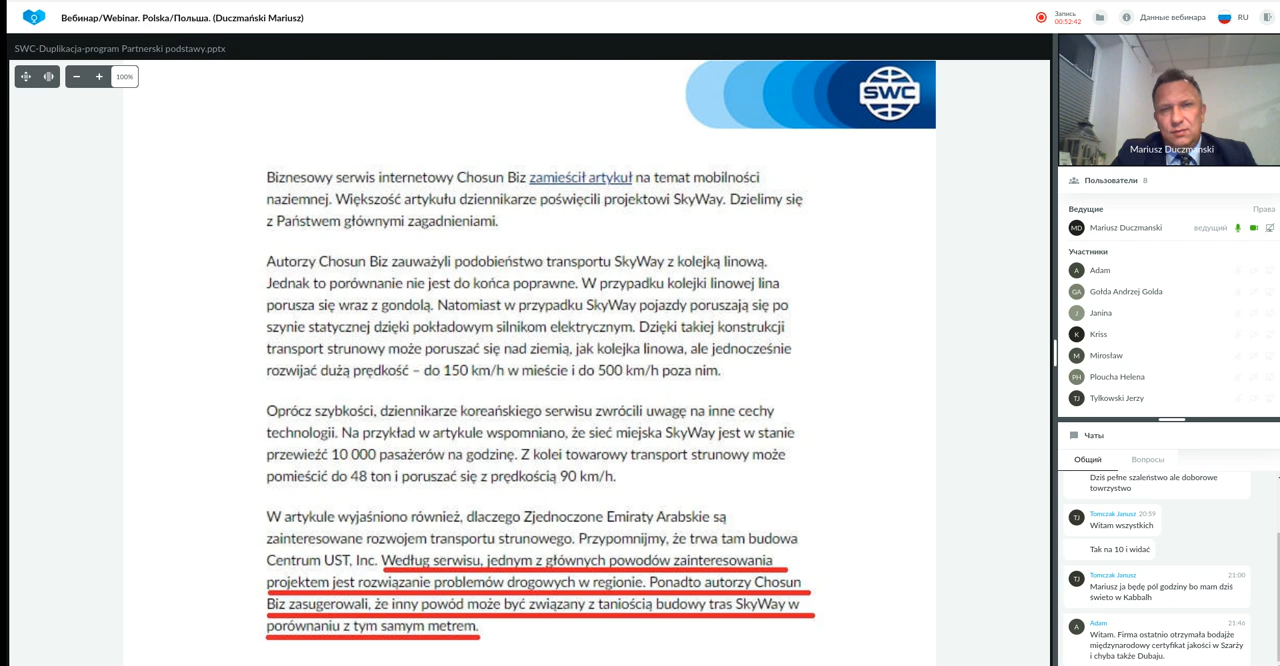 Вебинар/Webinar. Polska/Польша. (Duczmański Mariusz)
Запись
00:52:42
Данные вебинара
RU
SWC-Duplikacja-program Partnerski podstawy.pptx
100%
SWC
Biznesowy serwis internetowy Chosun Biz zamieścił artykuł na temat mobilności
naziemnej. Większość artykułu dziennikarze poświęcili projektowi SkyWay. Dzielimy się
z Państwem głównymi zagadnieniami.
Autorzy Chosun Biz zauważyli podobieństwo transportu SkyWay z kolejką linową.
Jednak to porównanie nie jest do końca poprawne. W przypadku kolejki linowej lina
porusza się wraz z gondolą. Natomiast w przypadku SkyWay pojazdy poruszają się po
szynie statycznej dzięki pokładowym silnikom elektrycznym. Dzięki takiej konstrukcji
transport strunowy może poruszać się nad ziemią, jak kolejka linowa, ale jednocześnie
rozwijać dużą prędkość – do 150 km/h w mieście i do 500 km/h poza nim.
Oprócz szybkości, dziennikarze koreańskiego serwisu zwrócili uwagę na inne cechy
technologii. Na przykład w artykule wspomniano, że sieć miejska SkyWay jest w stanie
przewieźć 10 000 pasażerów na godzinę. Z kolei towarowy transport strunowy może
pomieścić do 48 ton i poruszać się z prędkością 90 km/h.
W artykule wyjaśniono również, dlaczego Zjednoczone Emiraty Arabskie są
zainteresowane rozwojem transportu strunowego. Przypomnijmy, że trwa tam budowa
Centrum UST, Inc. Według serwisu, jednym z głównych powodów zainteresowania
projektem jest rozwiązanie problemów drogowych w regionie. Ponadto autorzy Chosun
Biz zasugerowali, że inny powód może być związany z taniością budowy tras SkyWay w
porównaniu z tym samym metrem.
Mariusz Duczmanski
Пользователи 8
Ведущие Права
MD Mariusz Duczmanski ведущий
Участники
A Adam
GA Gołda Andrzej Golda
J Janina
K Kriss
M Mirosław
PH Ploucha Helena
TJ Tylkowski Jerzy
Чаты
Общий Вопросы
Dziś pełne szaleństwo ale doborowe
towrzystwo
TJ Tomczak Janusz 20:59
Witam wszystkich
Tak na 10 i widać
TJ Tomczak Janusz 21:00
Mariusz ja będę pól godziny bo mam dziś
świeto w Kabbalh
A Adam 21:46
Witam. Firma ostatnio otrzymała bodajże
międzynarodowy certyfikat jakości w Szarży
i chyba także Dubaju.